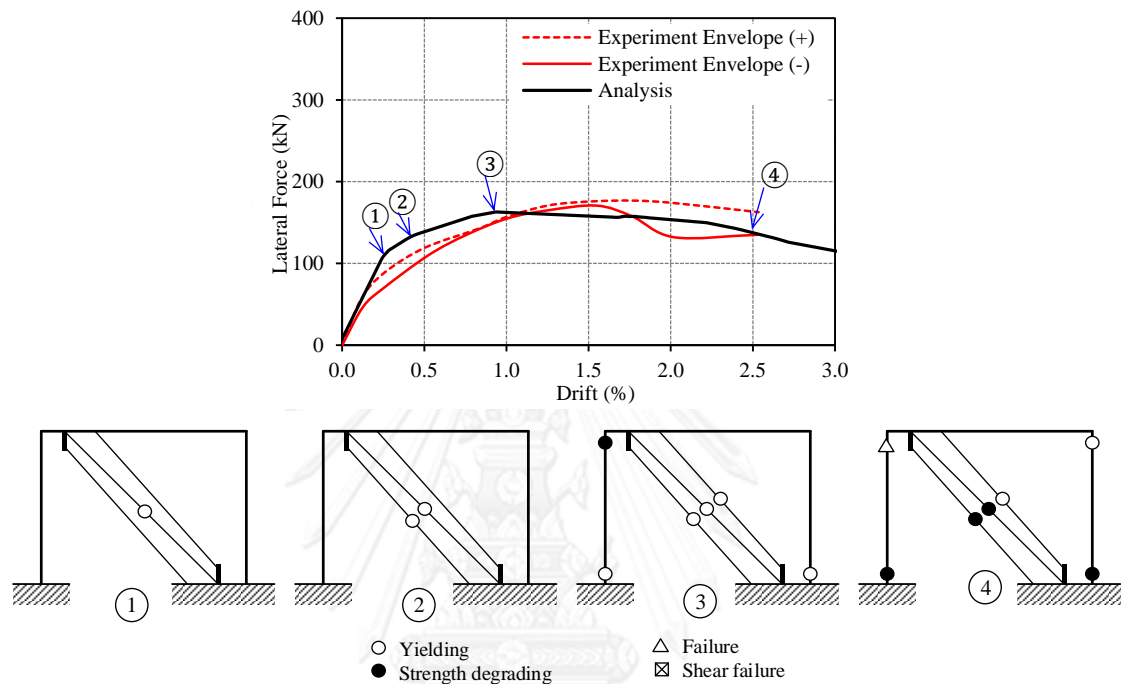 400
300
200
100
0
Lateral Force (kN)
Experiment Envelope (+)
Experiment Envelope (-)
Analysis
1
2
3
4
0.0 0.5 1.0 1.5 2.0 2.5 3.0
Drift (%)
1 2 3 4
Yielding Failure
Strength degrading Shear failure